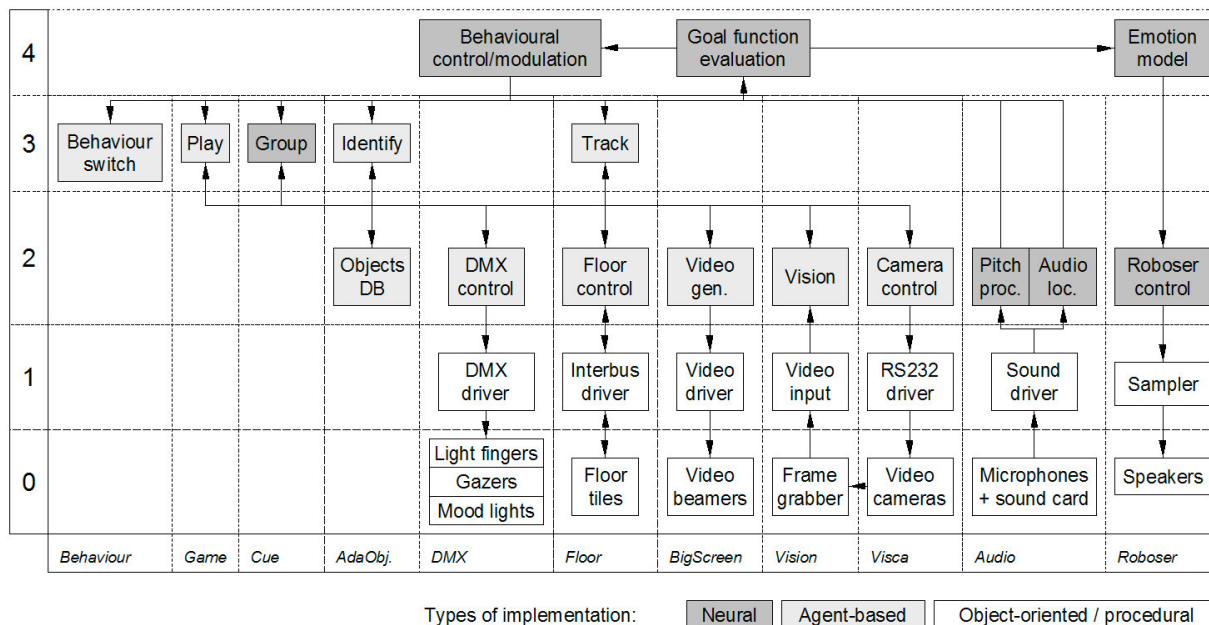 4
Behavioural
control/modulation
Goal function
evaluation
Emotion
model
3
Behaviour
switch
Play
Group
Identify
Track
2
Objects
DB
DMX
control
Floor
control
Video
gen.
Vision
Camera
control
Pitch
proc.
Audio
loc.
Roboser
control
1
DMX
driver
Interbus
driver
Video
driver
Video
input
RS232
driver
Sound
driver
Sampler
0
Light fingers
Gazers
Mood lights
Floor
tiles
Video
beamers
Frame
grabber
Video
cameras
Microphones
+ sound card
Speakers
Behaviour
Game
Cue
AdaObj.
DMX
Floor
BigScreen
Vision
Visca
Audio
Roboser
Types of implementation:
Neural
Agent-based
Object-oriented / procedural